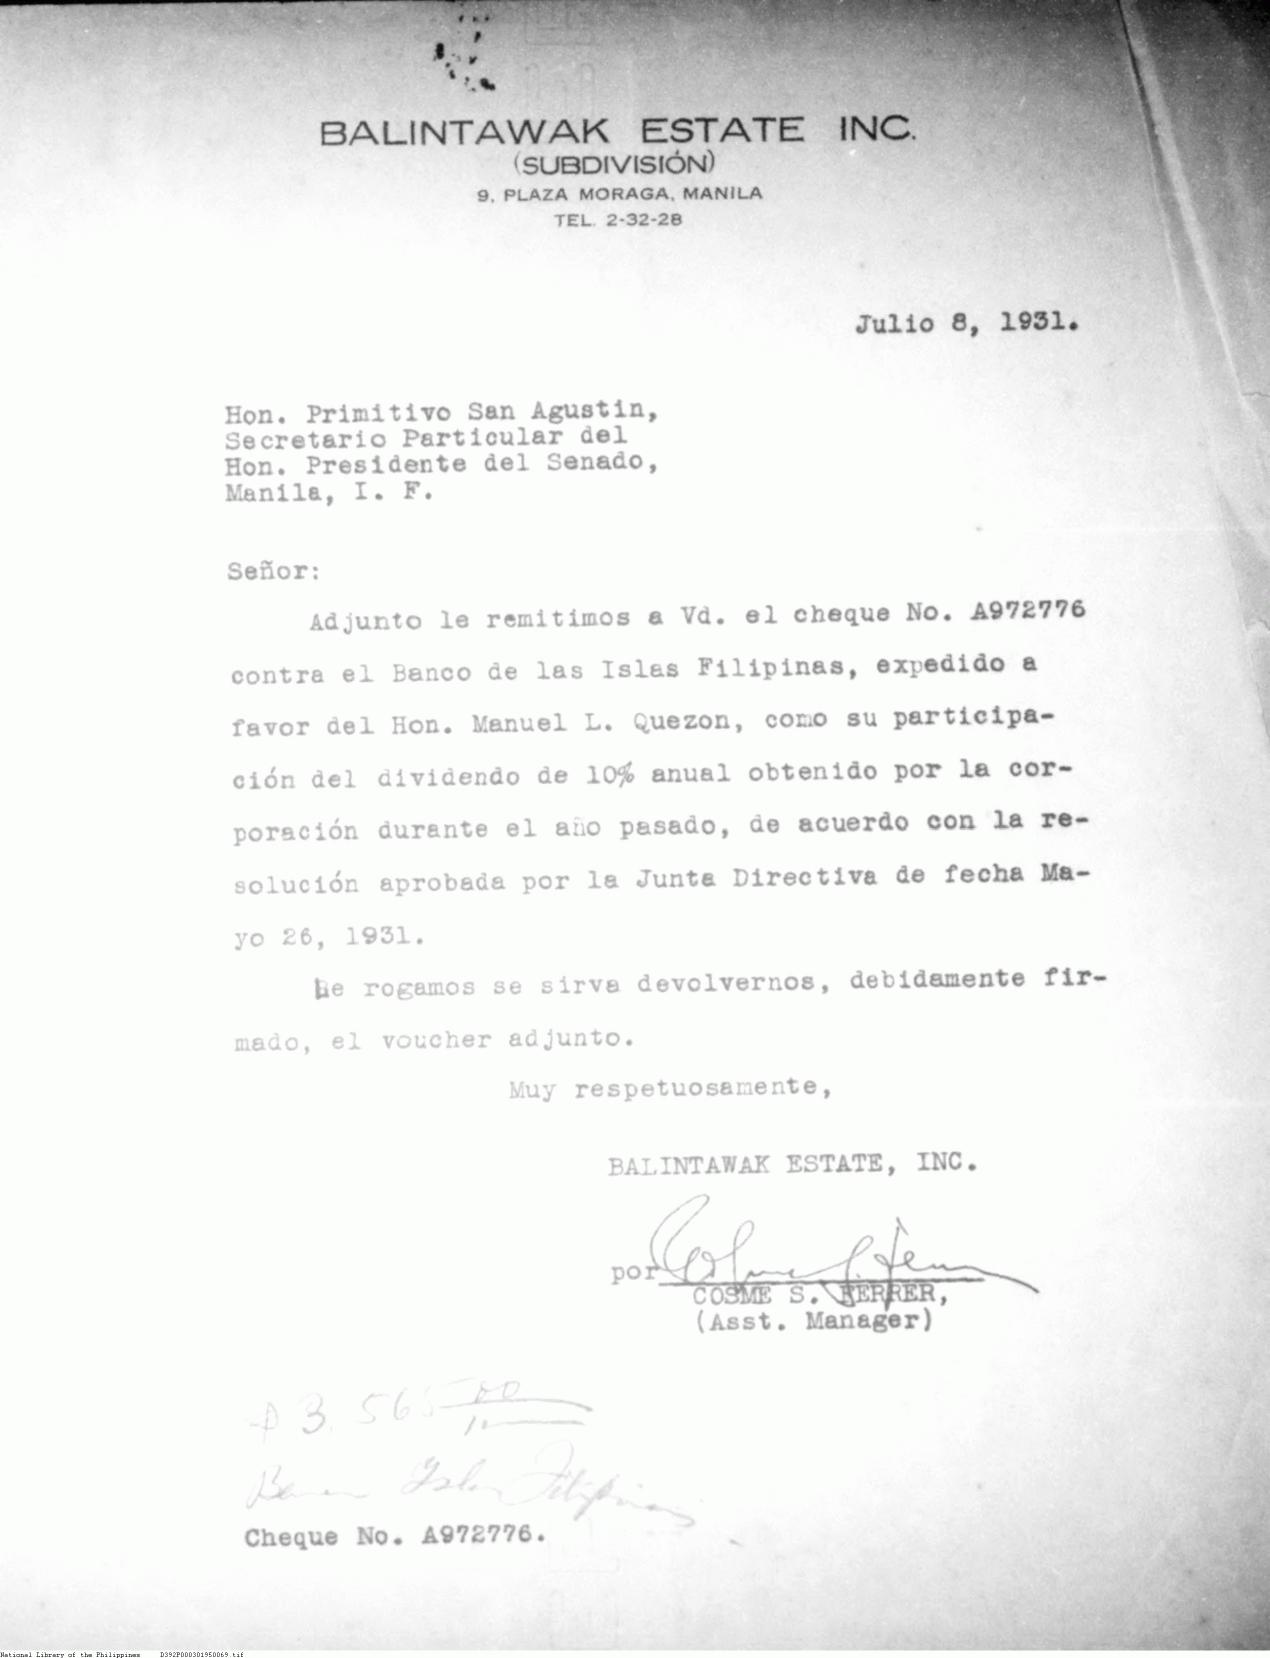 BALINTAWAK ESTATE INC.
(SUBDIVISIÓN)
9, PLAZA MORAGA, MANILA
TEL. 2-32-28
Julio 8, 1931.
Hon. Primitivo San Agustin,
Secretario Particular del
Hon. Presidente del Senado,
Manila, I. F.
Señor:
Adjunto le remitimos a Vd. el cheque No. A972776
contra el Banco de las Islas Filipinas, expedido a
favor del Hon. Manuel L. Quezon, como su participa-
ción del dividendo de 10% anual obtenido por la cor-
poración durante el año pasado, de acuerdo con la re-
solución aprobada por la Junta Directiva de fecha Ma-
yo 26, 1931.
Le rogamos se sirva devolvernos, debidamente fir-
mado, el voucher adjunto.
Muy respetuosamente,
BALINTAWAK ESTATE, INC.
por
COSME S. FERRER,
(Asst. Manager)
Filipinas
Cheque No. A972776.
National Library of the Philippines D392P000301950069.tif